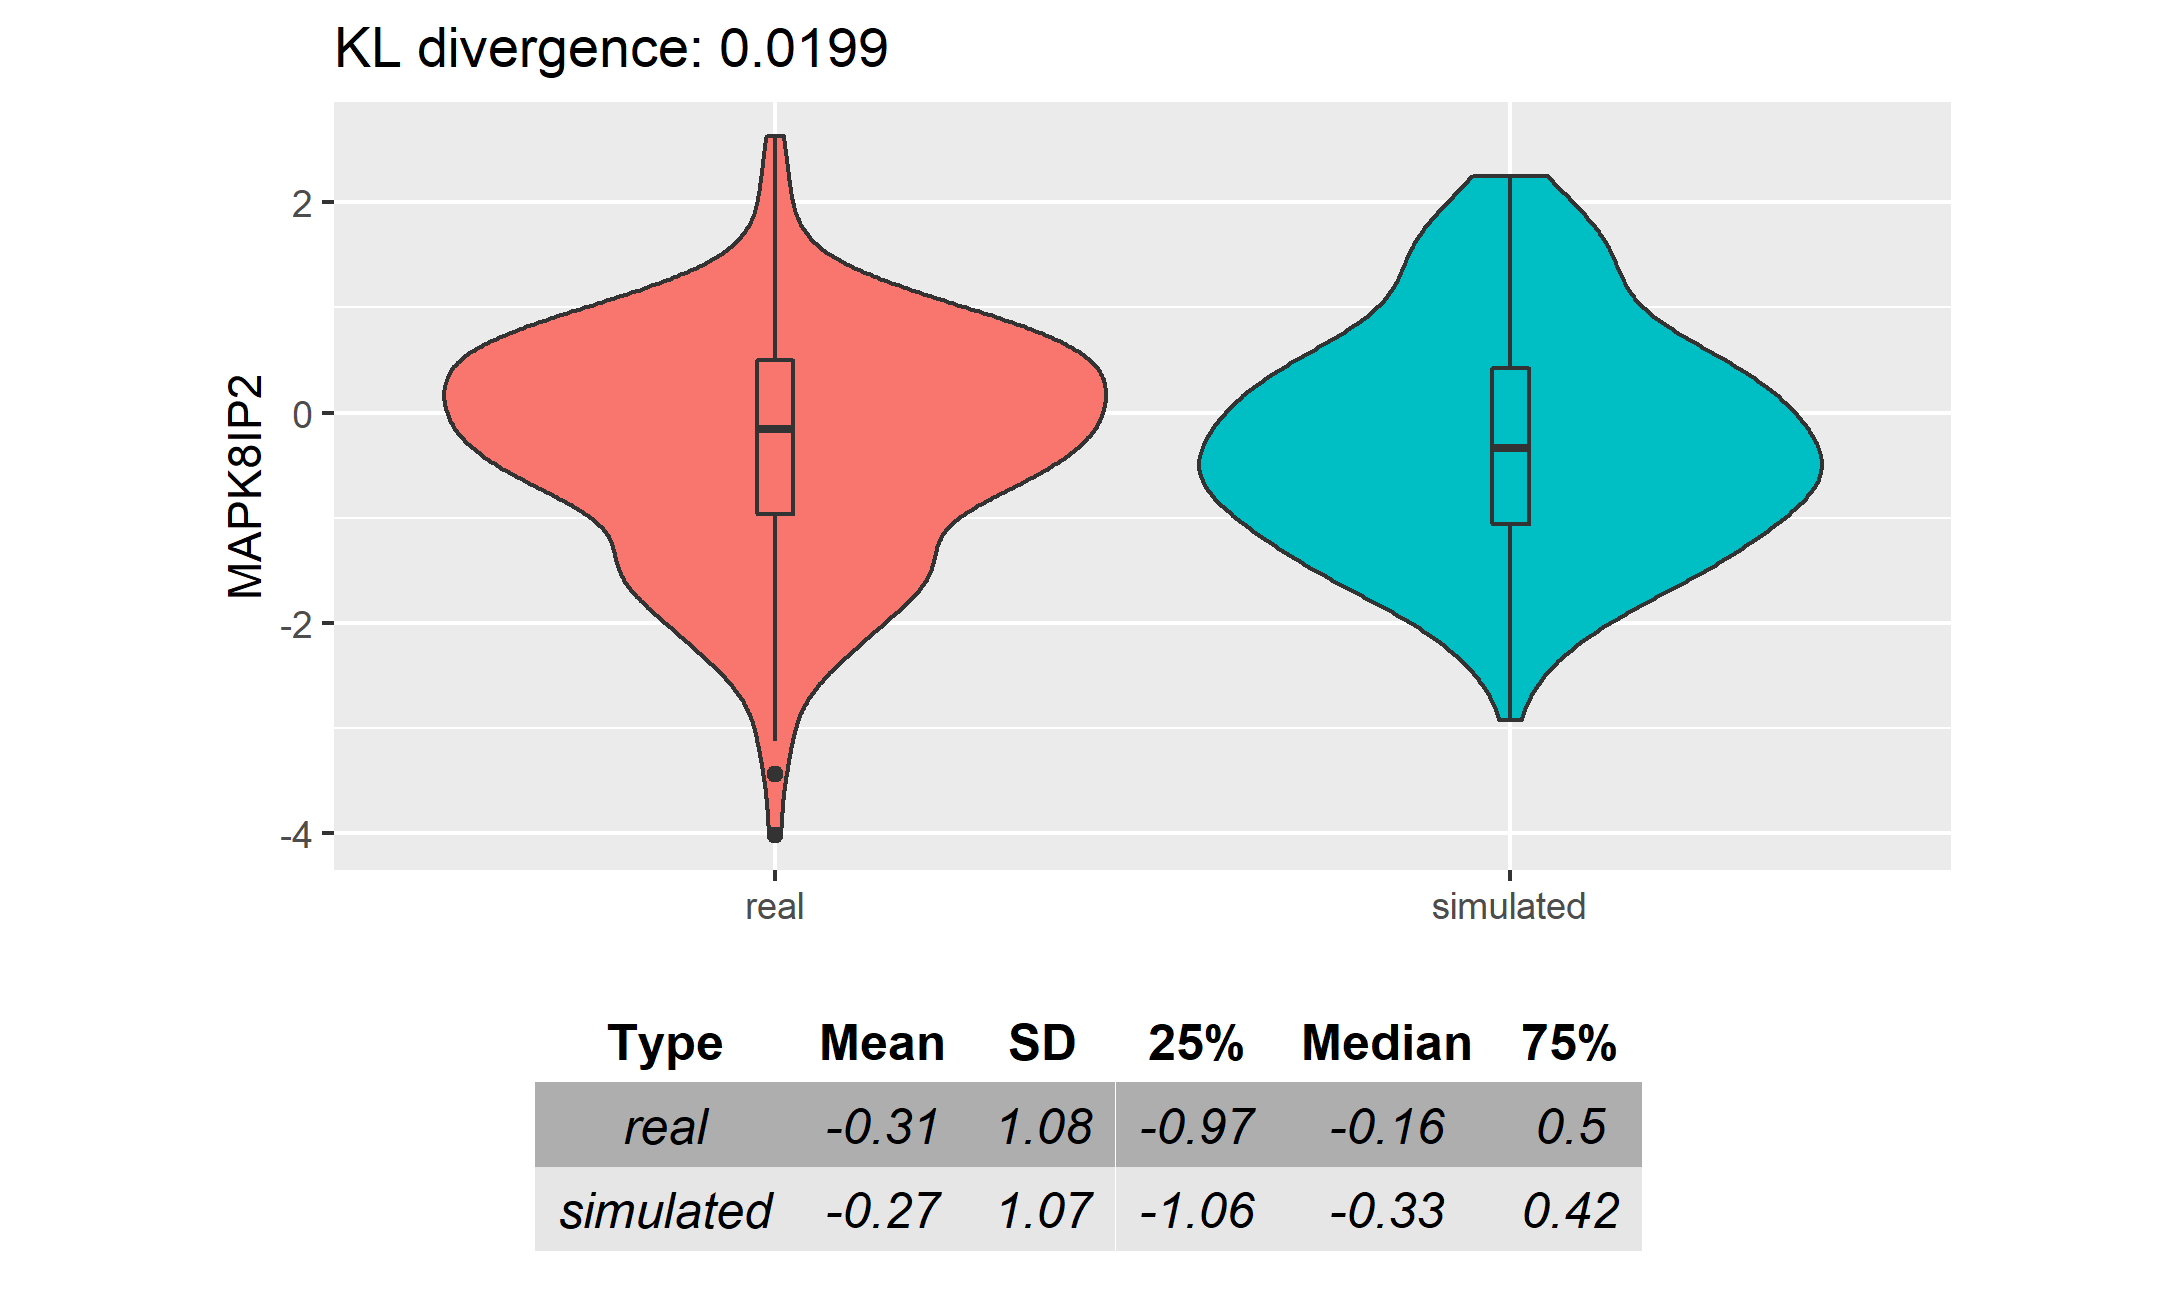 KL divergence: 0.0199
MAPK8IP2
2
0
-2
-4
real simulated
Type Mean SD 25% Median 75%
real -0.31 1.08 -0.97 -0.16 0.5
simulated -0.27 1.07 -1.06 -0.33 0.42